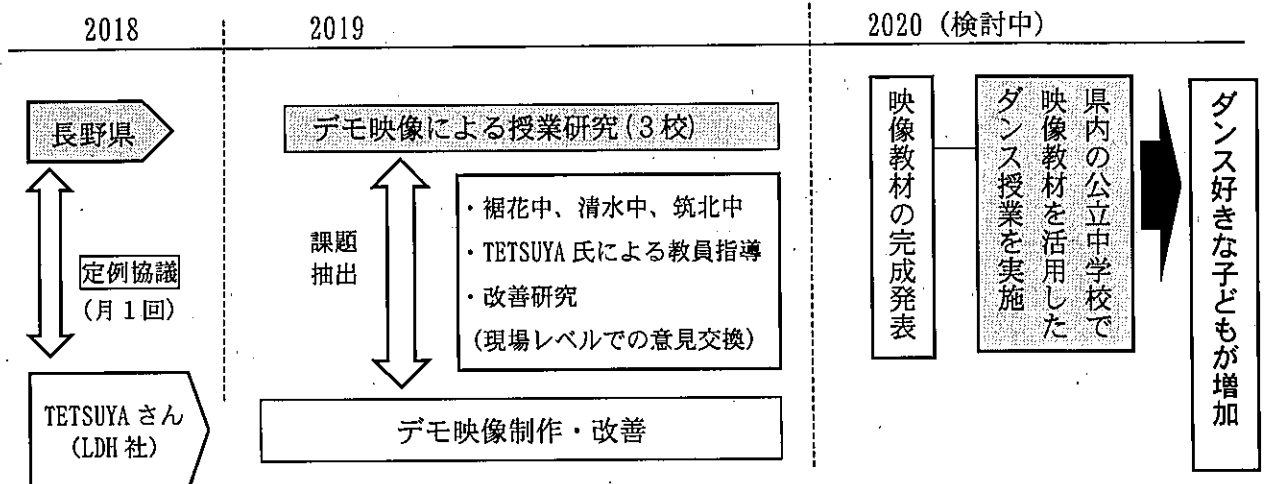 2018
2019
2020 (検討中)
長野県
定例協議
(月1回)
TETSUYA さん
(LDH 社)
デモ映像による授業研究(3校)
課題
抽出
・裾花中、清水中、筑北中
・TETSUYA 氏による教員指導
・改善研究
(現場レベルでの意見交換)
デモ映像制作・改善
映像教材の完成発表
県内の公立中学校で
映像教材を活用した
ダンス授業を実施
ダンス好きな子どもが増加